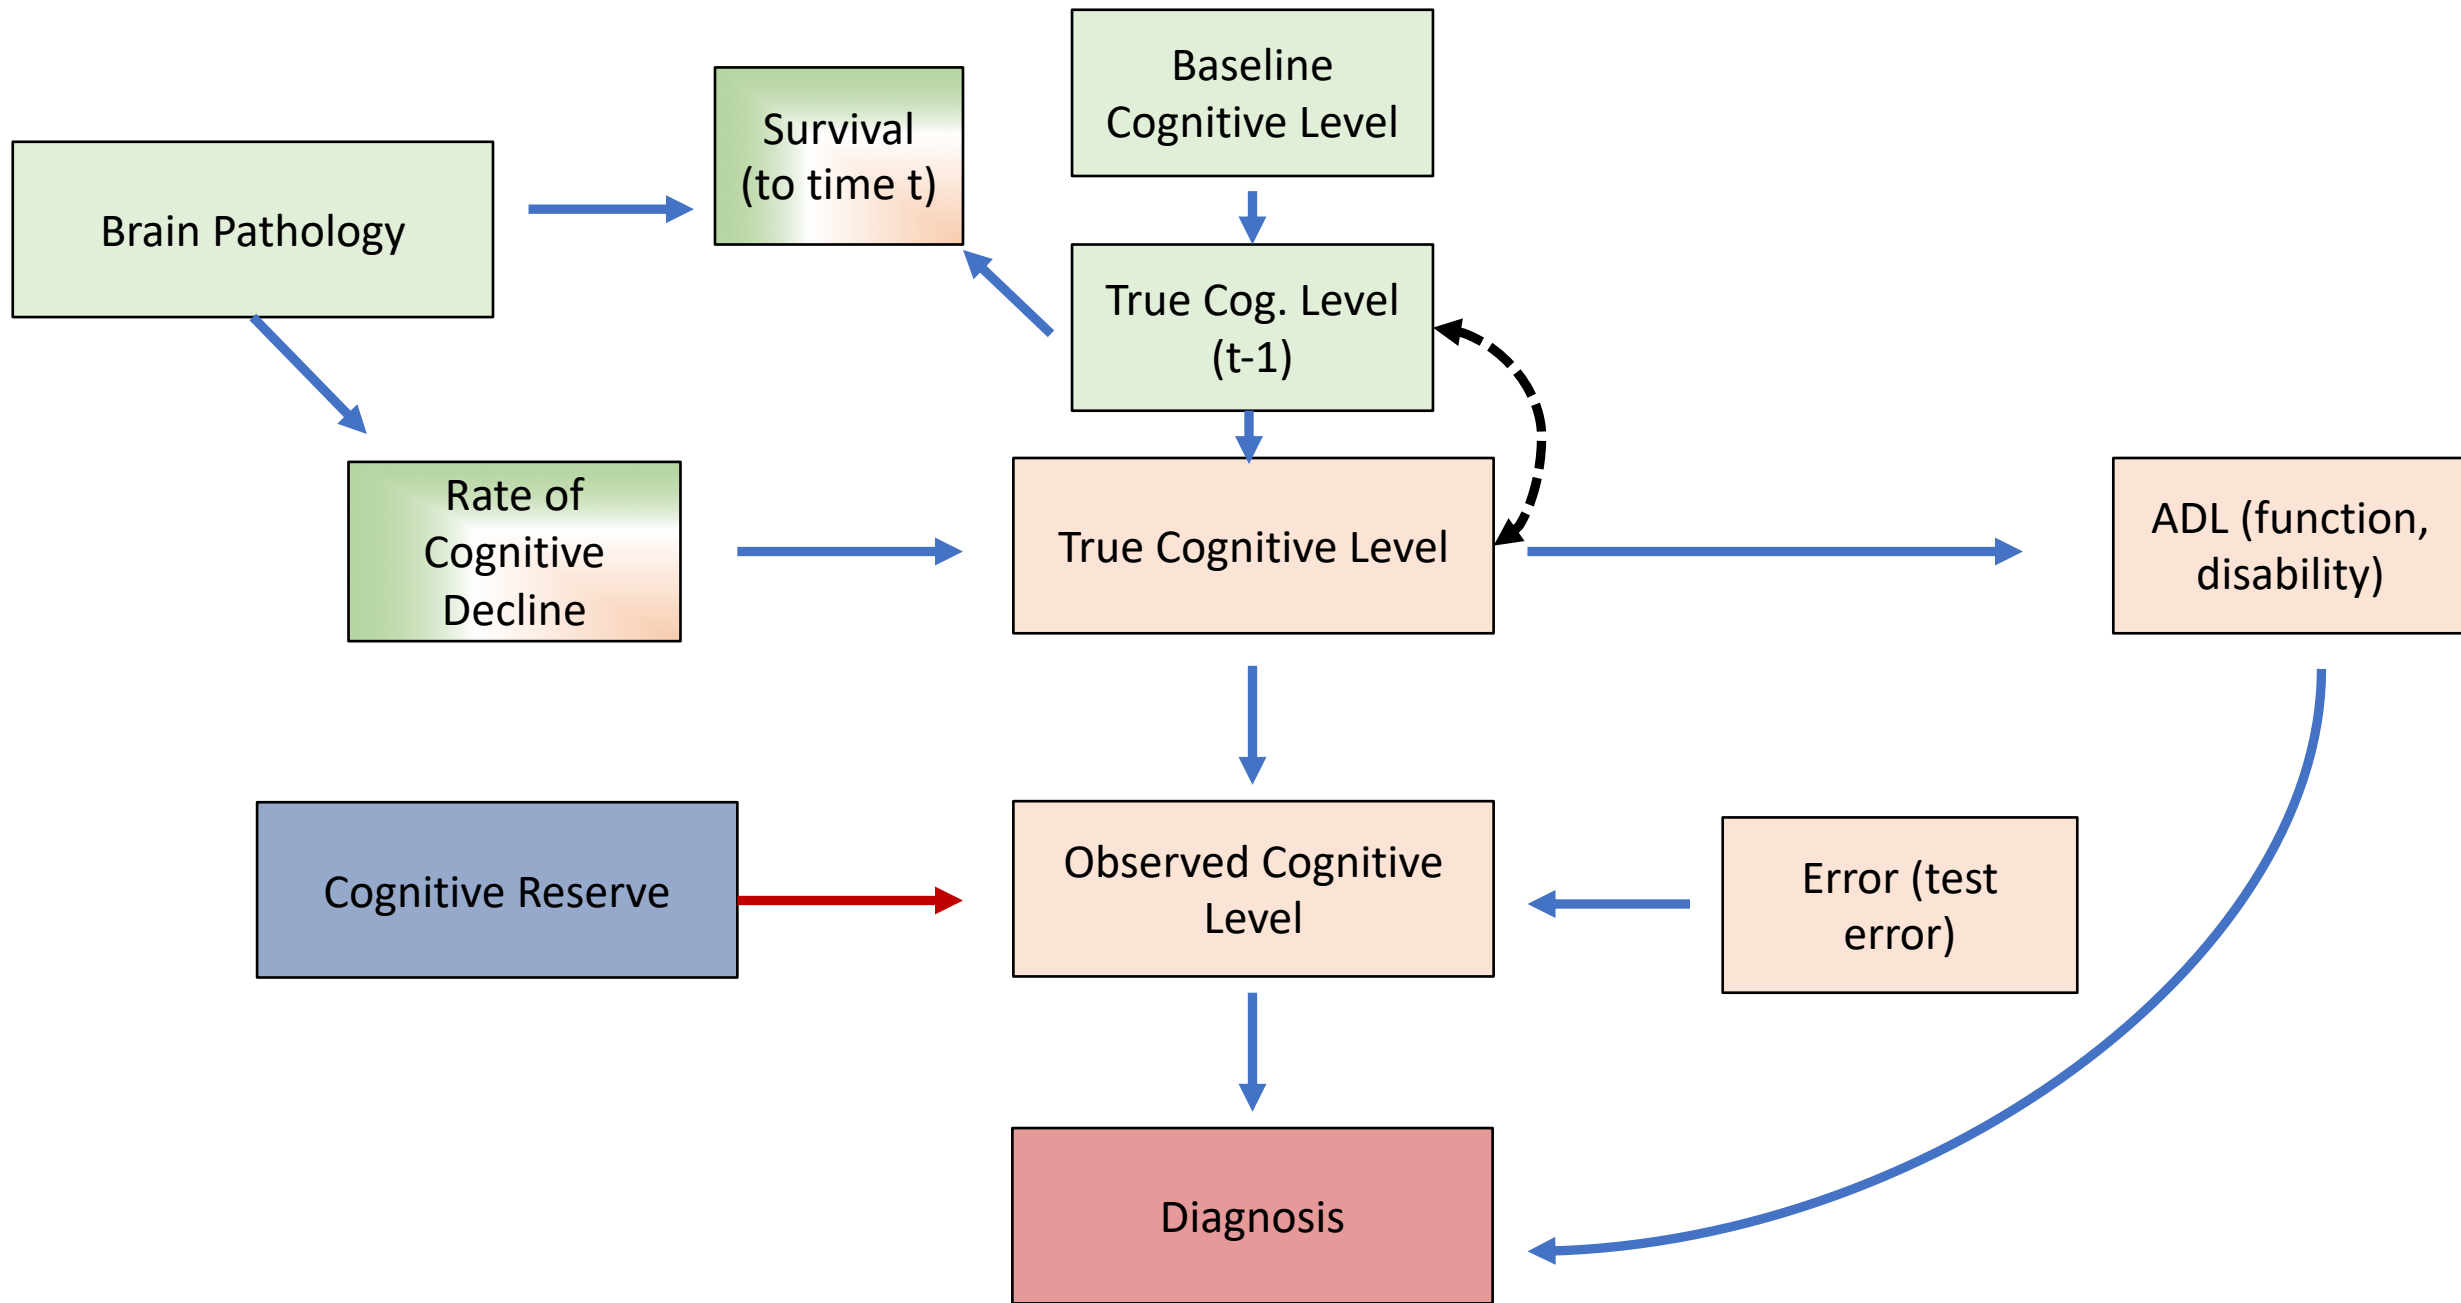 Baseline
Cognitive Level
Survival
(to time t)
Brain Pathology
True Cog. Level
(t-1)
Rate of
Cognitive
Decline
True Cognitive Level
ADL (function,
disability)
Cognitive Reserve
Observed Cognitive
Level
Error (test
error)
Diagnosis